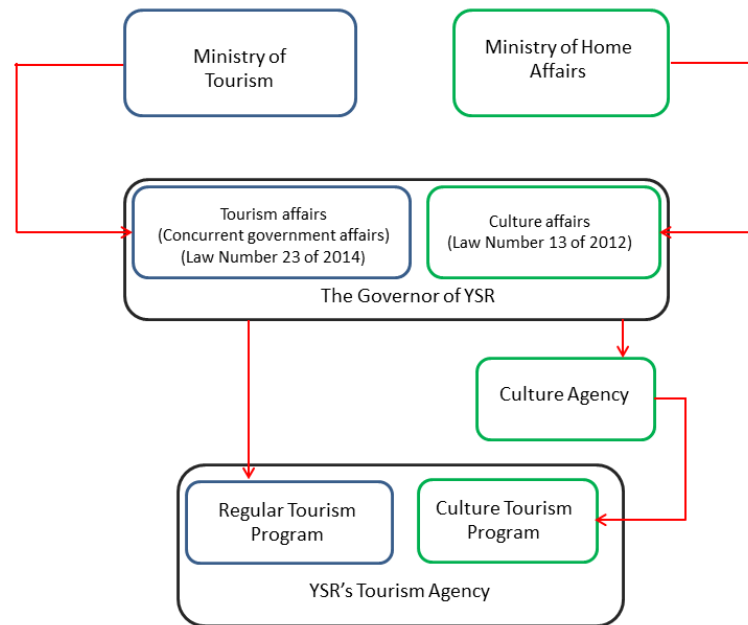 Ministry of
Tourism
Ministry of Home
Affairs
Tourism affairs
(Concurrent government affairs)
(Law Number 23 of 2014)
Culture affairs
(Law Number 13 of 2012)
The Governor of YSR
Culture Agency
Regular Tourism
Program
Culture Tourism
Program
YSR's Tourism Agency